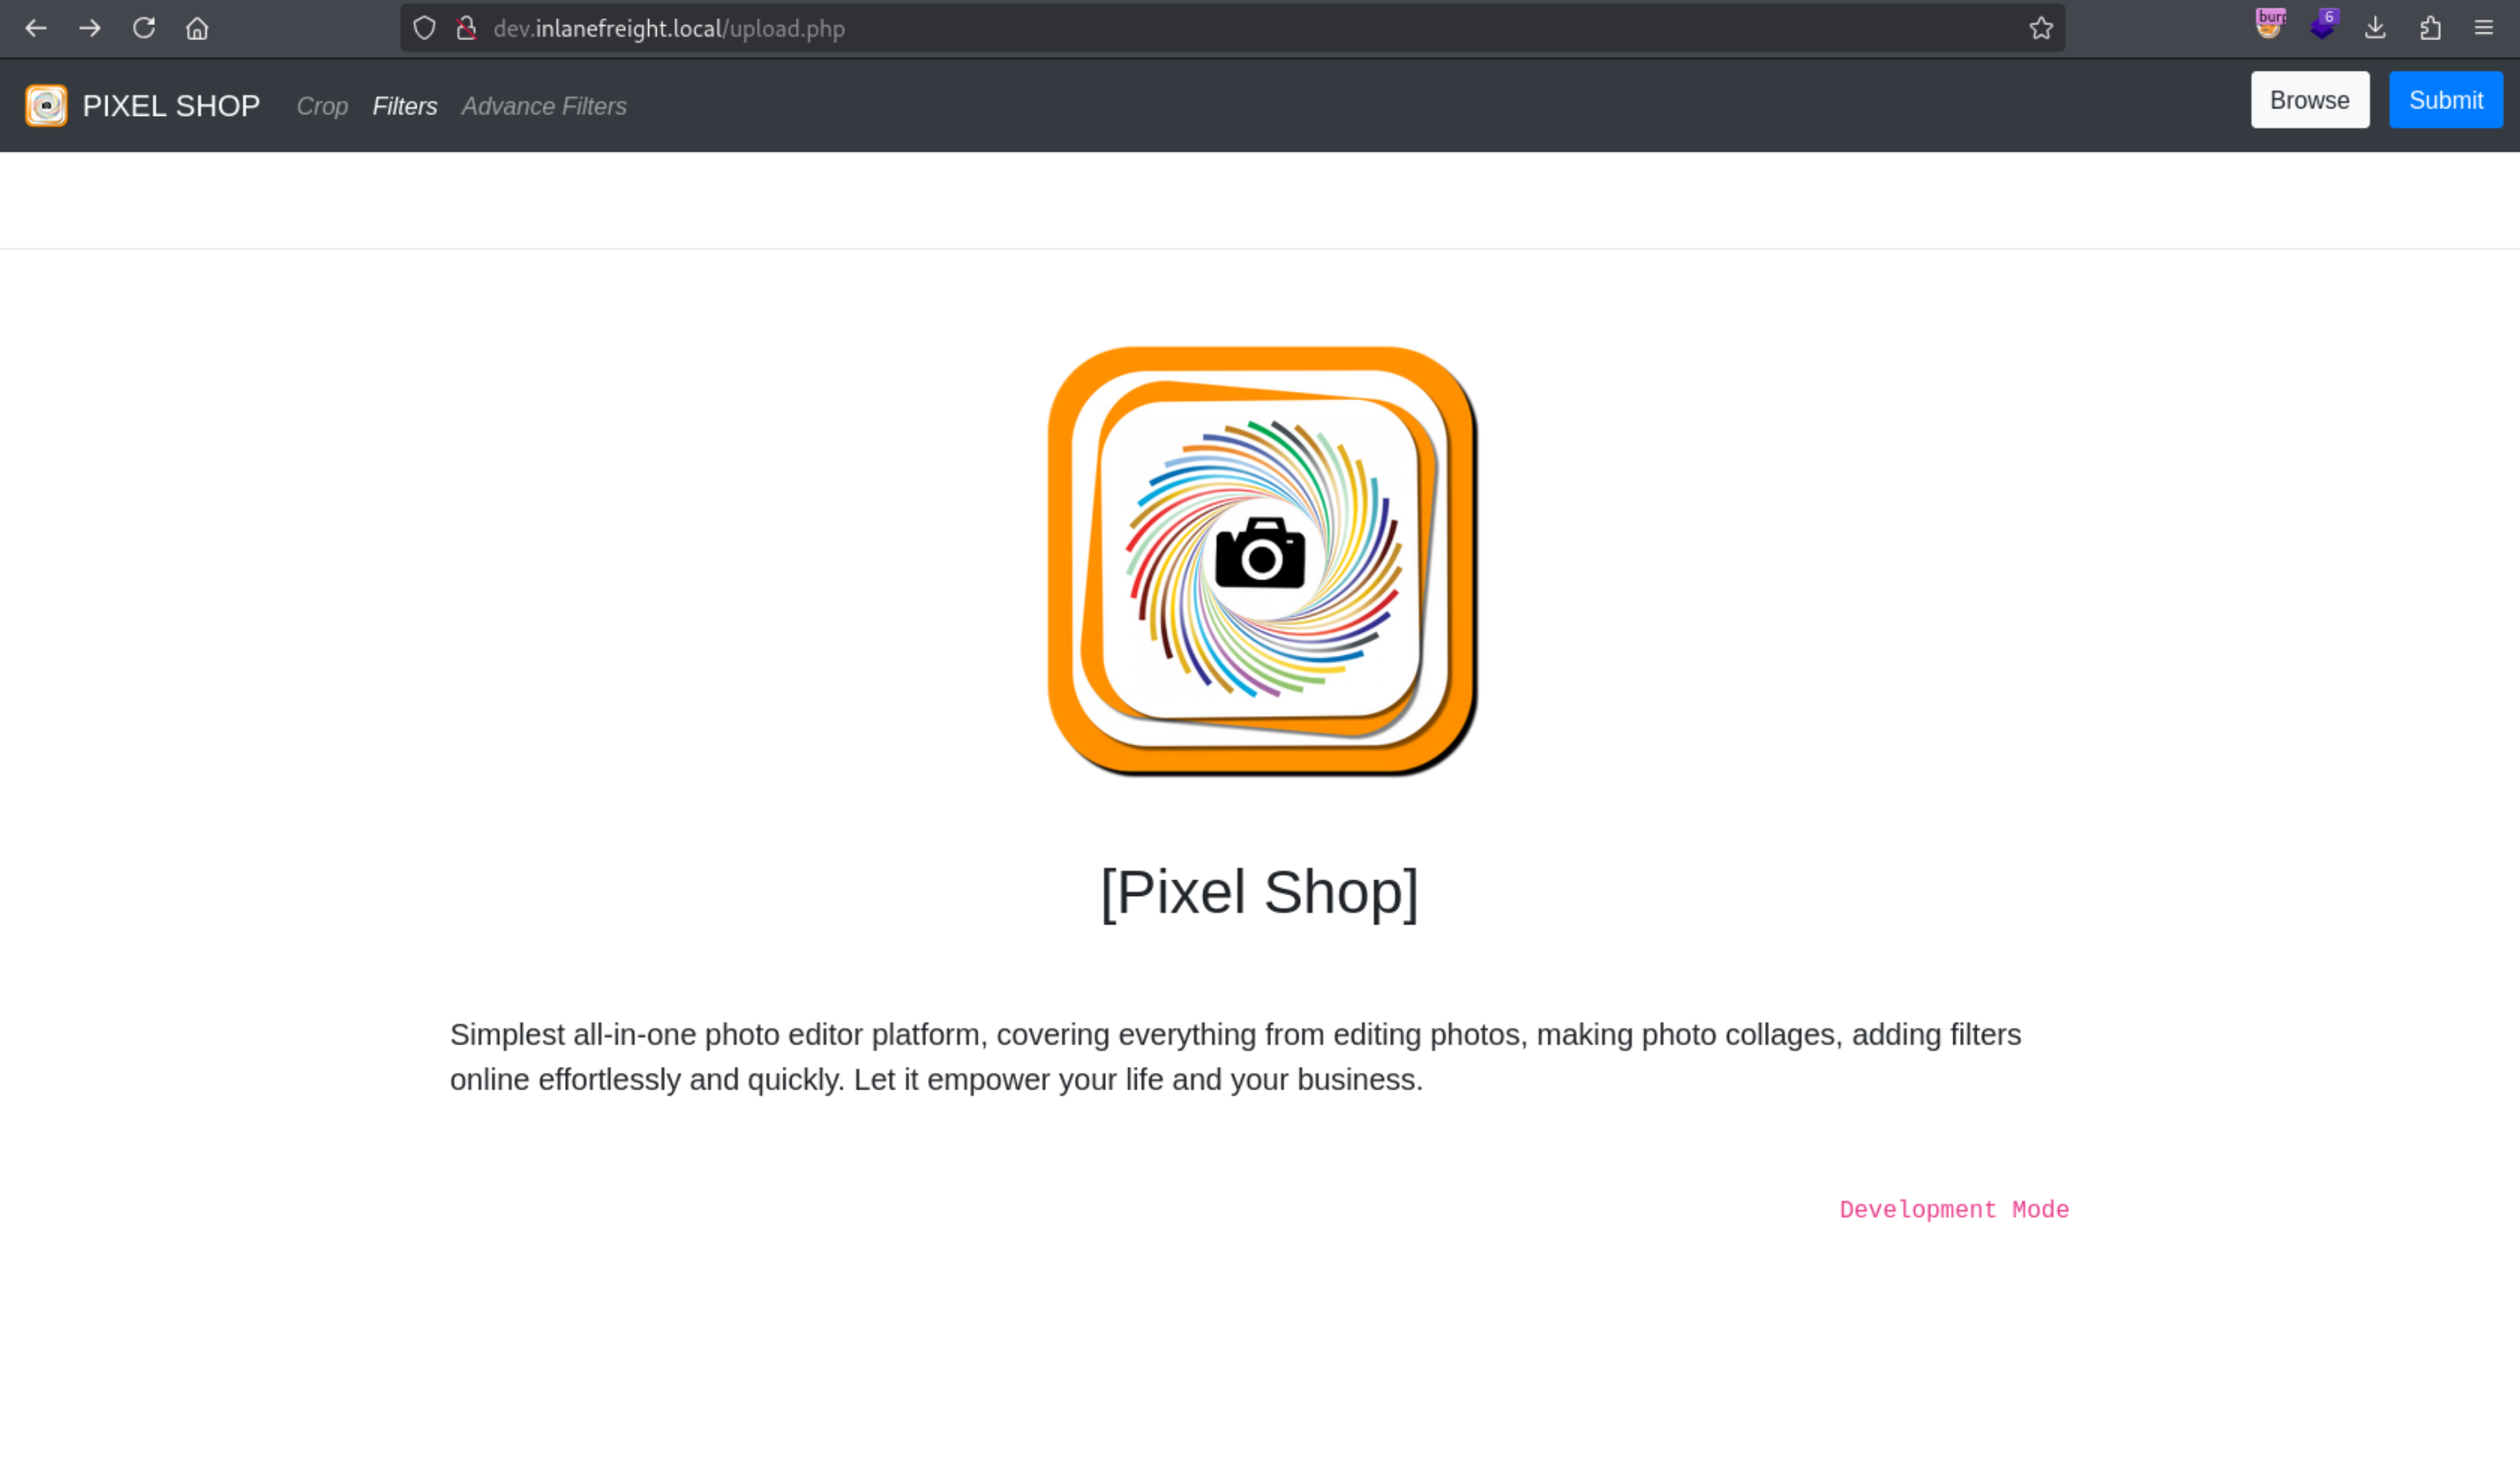 dev.inlanefreight.local/upload.php
burp
6
PIXEL SHOP Crop Filters Advance Filters Browse Submit
[Pixel Shop]
Simplest all-in-one photo editor platform, covering everything from editing photos, making photo collages, adding filters
online effortlessly and quickly. Let it empower your life and your business.
Development Mode